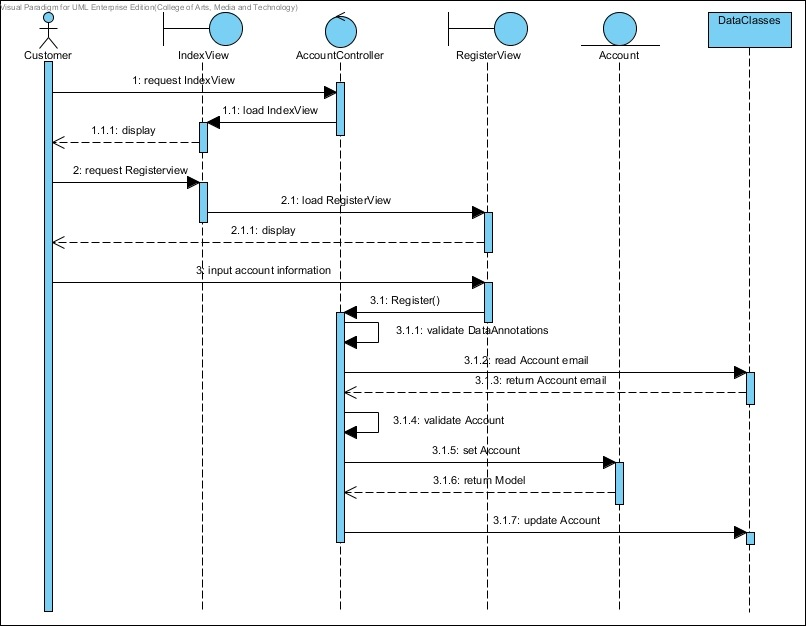 Visual Paradigm for UML Enterprise Edition(College of Arts, Media and Technology)
DataClasses
Customer
IndexView
AccountController
RegisterView
Account
1: request IndexView
1.1: load IndexView
1.1.1: display
2: request Registerview
2.1: load RegisterView
2.1.1: display
3: input account information
3.1: Register()
3.1.1: validate DataAnnotations
3.1.2: read Account email
3.1.3: return Account email
3.1.4: validate Account
3.1.5: set Account
3.1.6: return Model
3.1.7: update Account